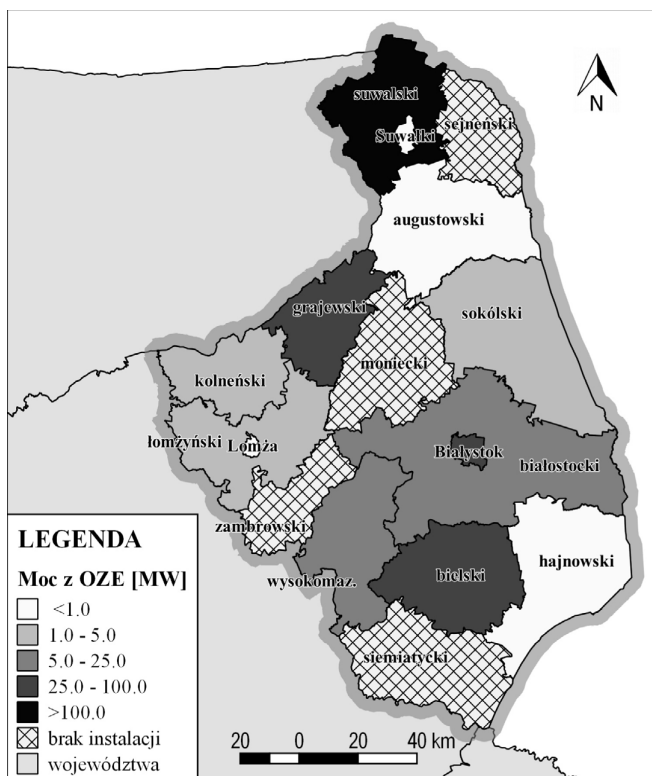 suwalski
Suwałki
sejneński
N
augustowski
grajewski
sokólski
moniecki
kolneński
łomżyński
Łomża
Białystok
białostocki
zambrowski
wysokomaz.
bielski
hajnowski
siemiatycki
LEGENDA
Moc z OZE [MW]
<1.0
1.0 - 5.0
5.0 - 25.0
25.0 - 100.0
>100.0
brak instalacji
województwa
20 0 20 40 km